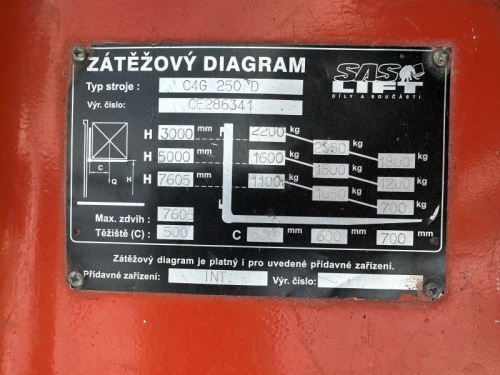 ZÁTĚŽOVÝ DIAGRAM
SAS LIFT
DÍLY A SOUČÁSTI
Typ stroje : C4G 250 D
Výr. číslo: CE286341
H 3000 mm 2200 kg 2050 kg 1800 kg
H 5000 mm 1600 kg 1500 kg 1200 kg
H 7605 mm 1100 kg 1050 kg 700 kg
C H
Q
Max. zdvih : 7605
Těžiště (C) : 500 C mm 600 mm 700 mm
Zátěžový diagram je platný i pro uvedené přídavné zařízení.
Přídavné zařízení: INT. Výr. číslo: